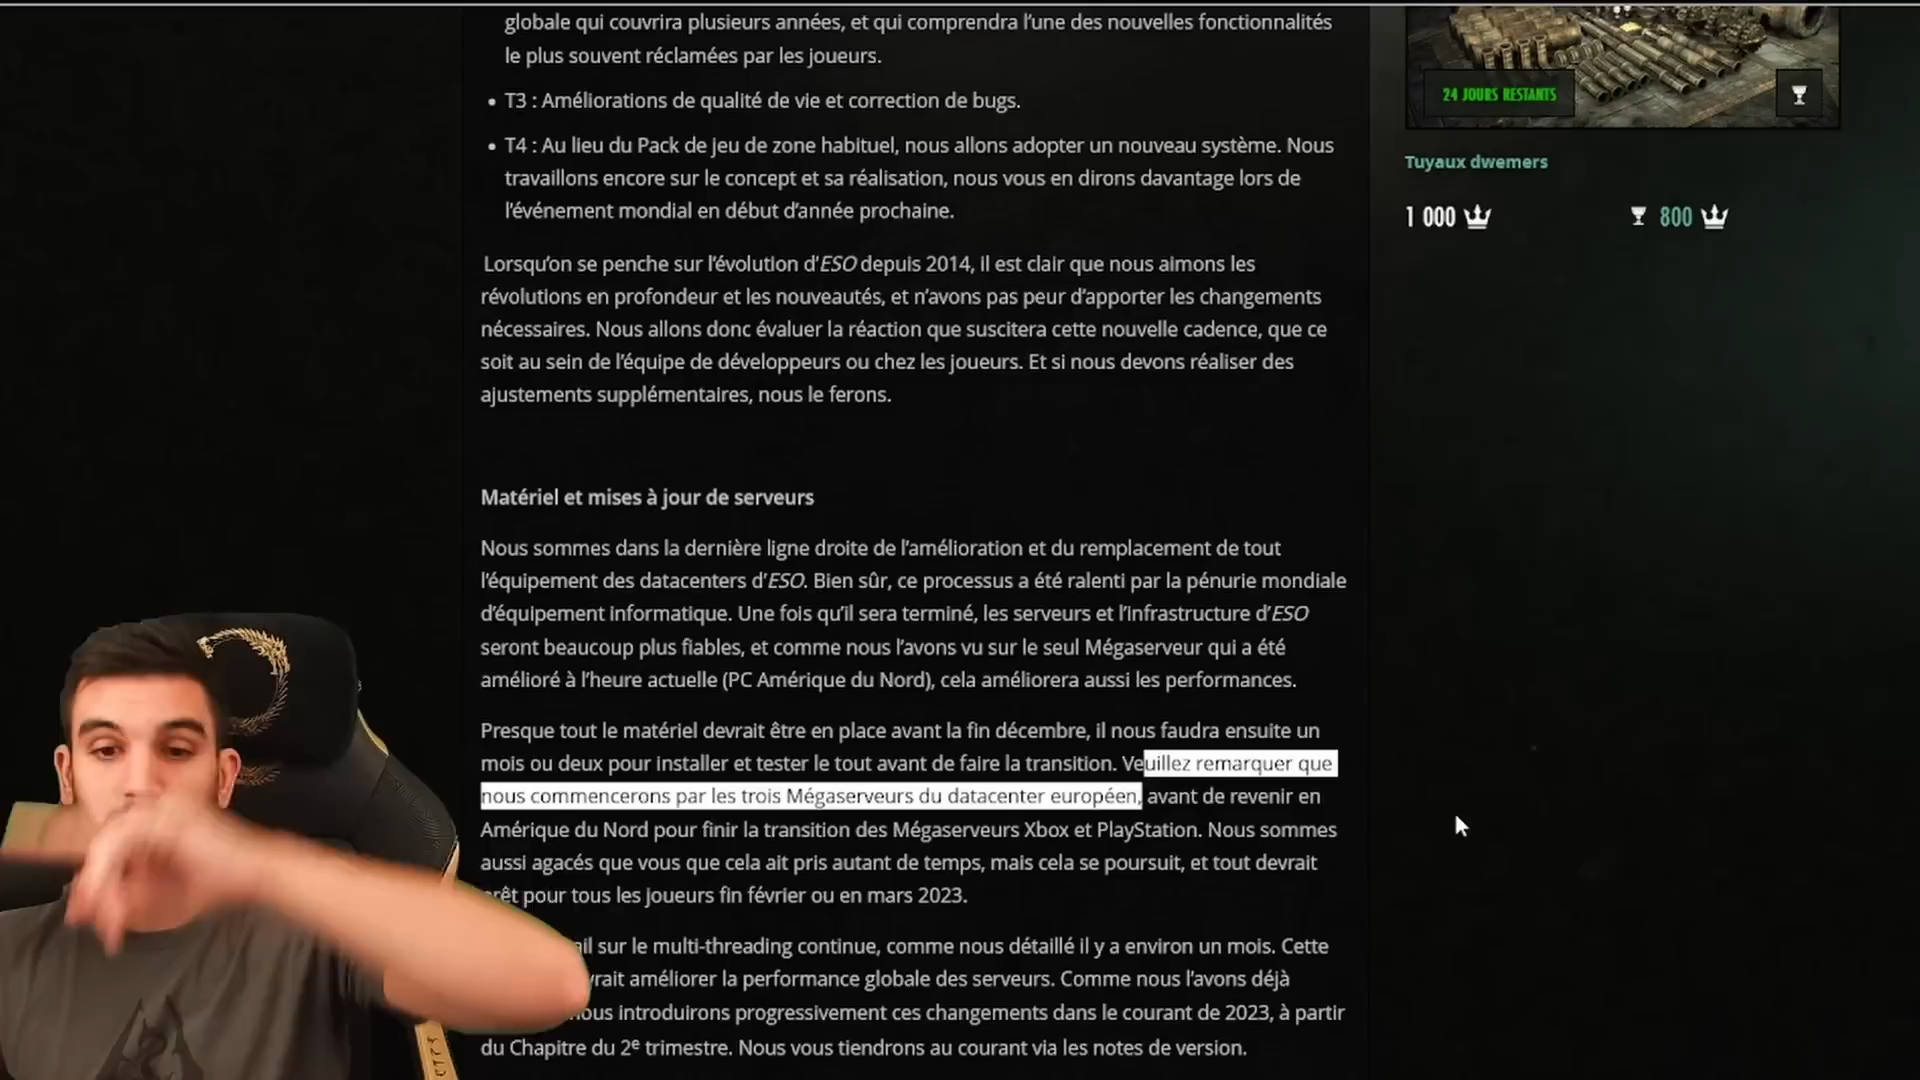 globale qui couvrira plusieurs années, et qui comprendra l'une des nouvelles fonctionnalités
le plus souvent réclamées par les joueurs.
• T3 : Améliorations de qualité de vie et correction de bugs.
• T4 : Au lieu du Pack de jeu de zone habituel, nous allons adopter un nouveau système. Nous
travaillons encore sur le concept et sa réalisation, nous vous en dirons davantage lors de
l'événement mondial en début d'année prochaine.
Lorsqu'on se penche sur l'évolution d'ESO depuis 2014, il est clair que nous aimons les
révolutions en profondeur et les nouveautés, et n'avons pas peur d'apporter les changements
nécessaires. Nous allons donc évaluer la réaction que suscitera cette nouvelle cadence, que ce
soit au sein de l'équipe de développeurs ou chez les joueurs. Et si nous devons réaliser des
ajustements supplémentaires, nous le ferons.
Matériel et mises à jour de serveurs
Nous sommes dans la dernière ligne droite de l'amélioration et du remplacement de tout
l'équipement des datacenters d'ESO. Bien sûr, ce processus a été ralenti par la pénurie mondiale
d'équipement informatique. Une fois qu'il sera terminé, les serveurs et l'infrastructure d'ESO
seront beaucoup plus fiables, et comme nous l'avons vu sur le seul Mégaserveur qui a été
amélioré à l'heure actuelle (PC Amérique du Nord), cela améliorera aussi les performances.
Presque tout le matériel devrait être en place avant la fin décembre, il nous faudra ensuite un
mois ou deux pour installer et tester le tout avant de faire la transition. Veuillez remarquer que
nous commencerons par les trois Mégaserveurs du datacenter européen, avant de revenir en
Amérique du Nord pour finir la transition des Mégaserveurs Xbox et PlayStation. Nous sommes
aussi agacés que vous que cela ait pris autant de temps, mais cela se poursuit, et tout devrait
pour tous les joueurs fin février ou en mars 2023.
sur le multi-threading continue, comme nous détaillé il y a environ un mois. Cette
améliorer la performance globale des serveurs. Comme nous l'avons déjà
nous introduirons progressivement ces changements dans le courant de 2023, à partir
du Chapitre du 2e trimestre. Nous vous tiendrons au courant via les notes de version.
24 JOURS RESTANTS
Tuyaux dwemers
1 000
800